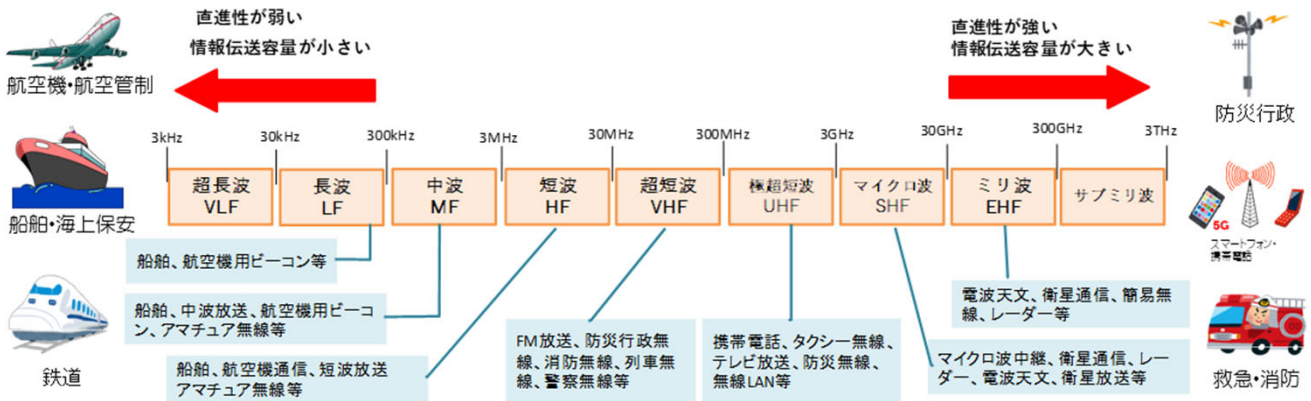 直進性が弱い
情報伝送容量が小さい
直進性が強い
情報伝送容量が大きい
航空機・航空管制
防災行政
3kHz
30kHz
300kHz
3MHz
30MHz
300MHz
3GHz
30GHz
300GHz
3THz
超長波
VLF
長波
LF
中波
MF
短波
HF
超短波
VHF
極超短波
UHF
マイクロ波
SHF
ミリ波
EHF
サブミリ波
船舶・海上保安
5G
スマートフォン・
携帯電話
船舶、航空機用ビーコン等
船舶、中波放送、航空機用ビーコ
ン、アマチュア無線等
船舶、航空機通信、短波放送
アマチュア無線等
FM放送、防災行政無
線、消防無線、列車無
線、警察無線等
携帯電話、タクシー無線、
テレビ放送、防災無線、
無線LAN等
マイクロ波中継、衛星通信、レー
ダー、電波天文、衛星放送等
電波天文、衛星通信、簡易無
線、レーダー等
鉄道
救急・消防